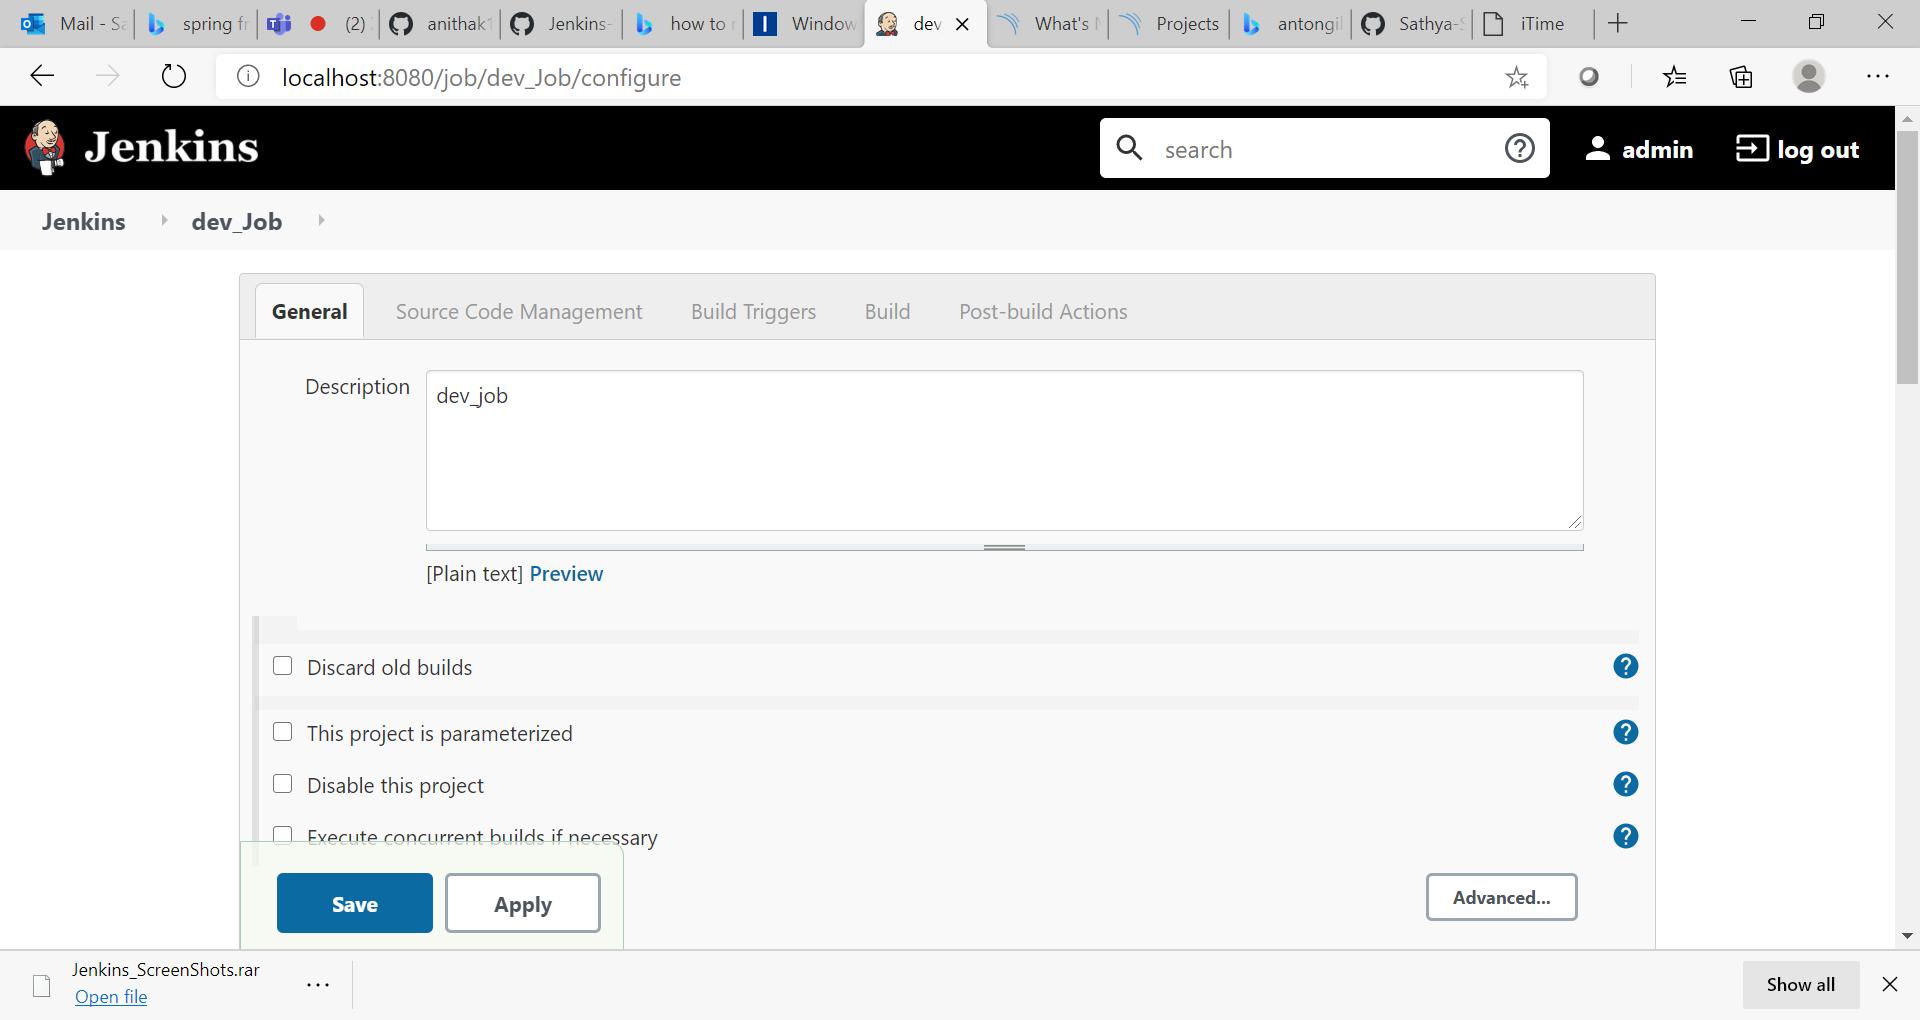 Mail - Sa
spring fr
(2)
anithak1
Jenkins-
how to r
Window
dev
What's N
Projects
antongil
Sathya-S
iTime
localhost:8080/job/dev_Job/configure
Jenkins
search
admin
log out
Jenkins
dev_Job
General
Source Code Management
Build Triggers
Build
Post-build Actions
Description
dev_job
[Plain text] Preview
Discard old builds
This project is parameterized
Disable this project
Execute concurrent builds if necessary
Save
Apply
Advanced...
Jenkins_ScreenShots.rar
Open file
Show all